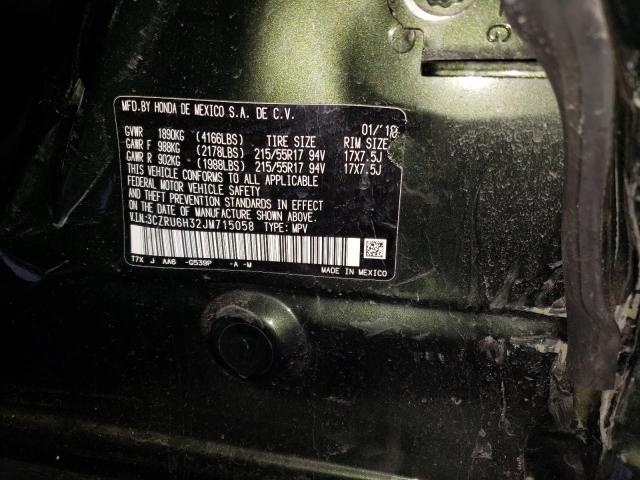 MFD.BY HONDA DE MEXICO S.A. DE C.V.
01/'18
GVWR 1890KG (4166LBS) TIRE SIZE RIM SIZE
GAWR F 988KG (2178LBS) 215/55R17 94V 17X7.5J
GAWR R 902KG (1988LBS) 215/55R17 94V 17X7.5J
THIS VEHICLE CONFORMS TO ALL APPLICABLE
FEDERAL MOTOR VEHICLE SAFETY
AND THEFT PREVENTION STANDARDS IN EFFECT
ON THE DATE OF MANUFACTURE SHOWN ABOVE.
V.I.N:3CZRU6H32JM715058 TYPE: MPV
T7X J AA6 -G539P -A -M
MADE IN MEXICO